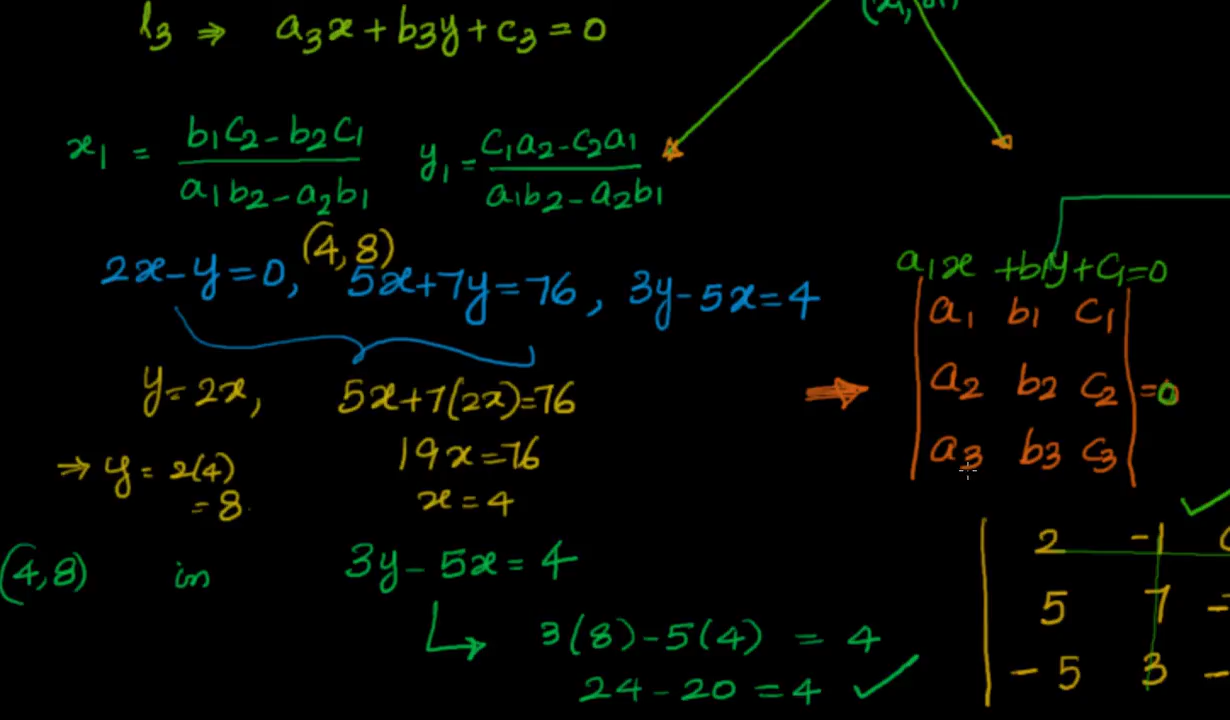 l₃ ⇒ a₃x + b₃y + c₃ = 0
x₁ = (b₁c₂ - b₂c₁) / (a₁b₂ - a₂b₁)   y₁ = (c₁a₂ - c₂a₁) / (a₁b₂ - a₂b₁)
(4, 8)
2x - y = 0, 5x + 7y = 76, 3y - 5x = 4
y = 2x, 5x + 7(2x) = 76
⇒ y = 2(4) 19x = 76
= 8 x = 4
(4, 8) in 3y - 5x = 4
↳ 3(8) - 5(4) = 4
24 - 20 = 4 ✓
a₁x + b₁y + c₁ = 0
⇒ | a₁ b₁ c₁ |
| a₂ b₂ c₂ | = 0
| a₃ b₃ c₃ |
✓
| 2 -1
| 5 7 -
| -5 3 -